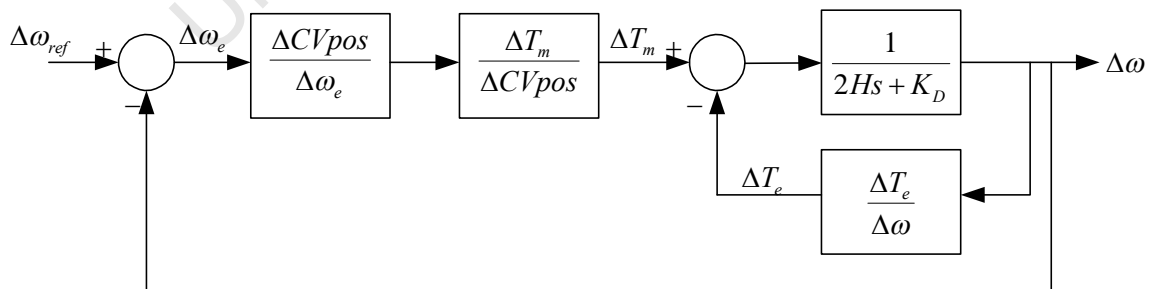 Δω_ref
+
−
Δω_e
ΔCVpos
Δω_e
ΔT_m
ΔCVpos
ΔT_m
+
−
1
2Hs + K_D
Δω
ΔT_e
ΔT_e
Δω